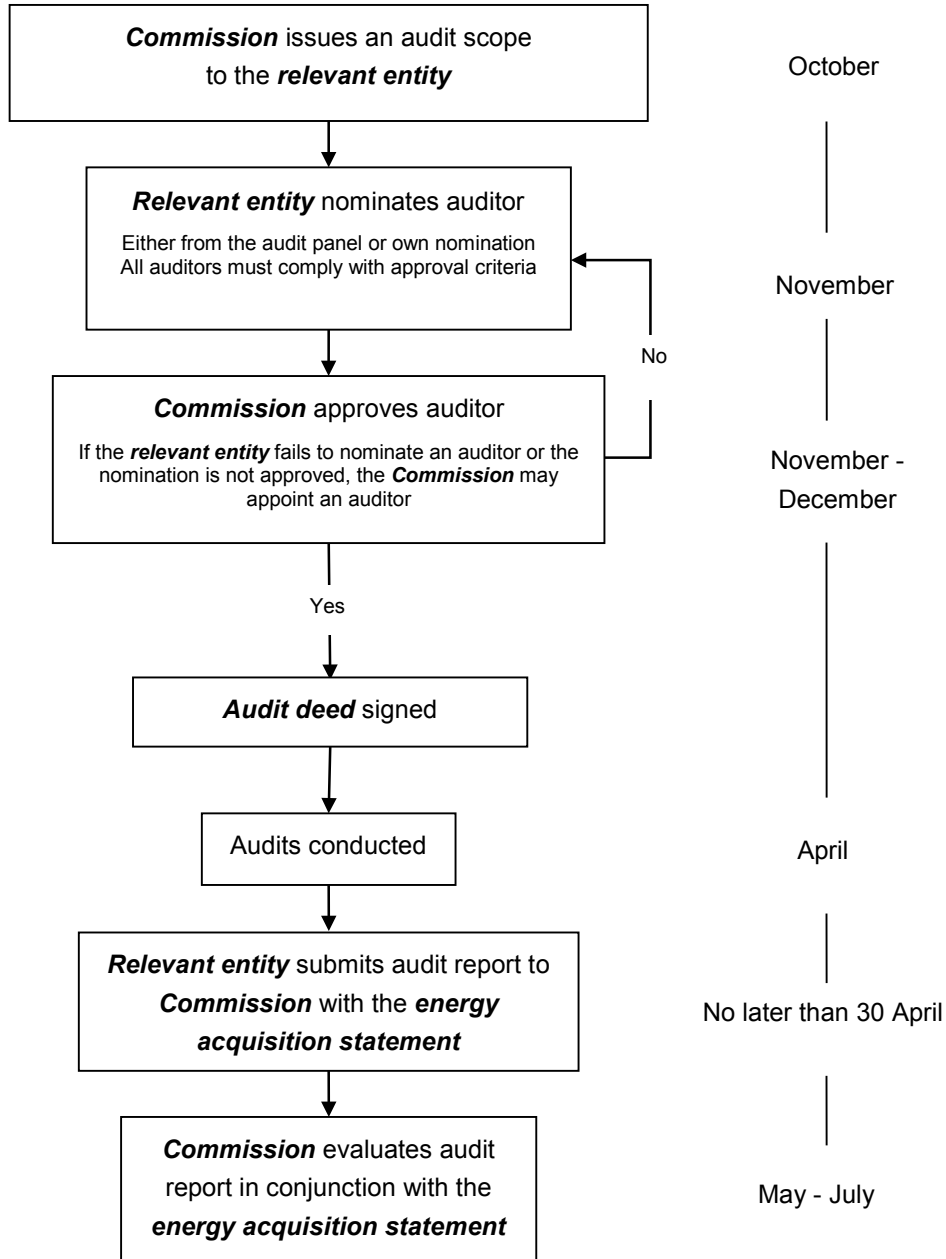 Commission issues an audit scope
to the relevant entity
October
Relevant entity nominates auditor
Either from the audit panel or own nomination
All auditors must comply with approval criteria
November
No
Commission approves auditor
If the relevant entity fails to nominate an auditor or the
nomination is not approved, the Commission may
appoint an auditor
November -
December
Yes
Audit deed signed
Audits conducted
April
Relevant entity submits audit report to
Commission with the energy
acquisition statement
No later than 30 April
Commission evaluates audit
report in conjunction with the
energy acquisition statement
May - July